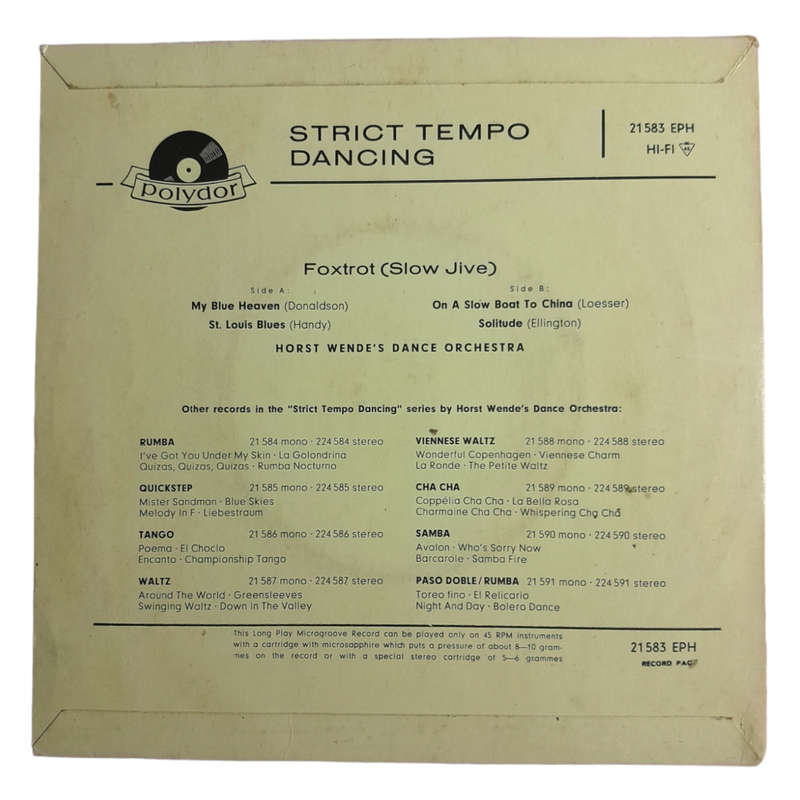 polydor
STRICT TEMPO
DANCING
21583 EPH
HI-FI 45
Foxtrot (Slow Jive)
Side A:
My Blue Heaven (Donaldson)
St. Louis Blues (Handy)
Side B:
On A Slow Boat To China (Loesser)
Solitude (Ellington)
HORST WENDE'S DANCE ORCHESTRA
Other records in the "Strict Tempo Dancing" series by Horst Wende's Dance Orchestra:
RUMBA 21 584 mono · 224 584 stereo
I've Got You Under My Skin · La Golondrina
Quizas, Quizas, Quizas · Rumba Nocturno
QUICKSTEP 21 585 mono · 224 585 stereo
Mister Sandman · Blue Skies
Melody In F · Liebestraum
TANGO 21 586 mono · 224 586 stereo
Poema · El Choclo
Encanto · Championship Tango
WALTZ 21 587 mono · 224 587 stereo
Around The World · Greensleeves
Swinging Waltz · Down In The Valley
VIENNESE WALTZ 21 588 mono · 224 588 stereo
Wonderful Copenhagen · Viennese Charm
La Ronde · The Petite Waltz
CHA CHA 21 589 mono · 224 589 stereo
Coppélia Cha Cha · La Bella Rosa
Charmaine Cha Cha · Whispering Cha Cha
SAMBA 21 590 mono · 224 590 stereo
Avalon · Who's Sorry Now
Barcarole · Samba Fire
PASO DOBLE/RUMBA 21 591 mono · 224 591 stereo
Toreo fino · El Relicario
Night And Day · Bolero Dance
This Long Play Microgroove Record can be played only on 45 RPM instruments
with a cartridge with microsapphire which puts a pressure of about 8—10 gram-
mes on the record or with a special stereo cartridge of 5—6 grammes
21583 EPH
RECORD PACK